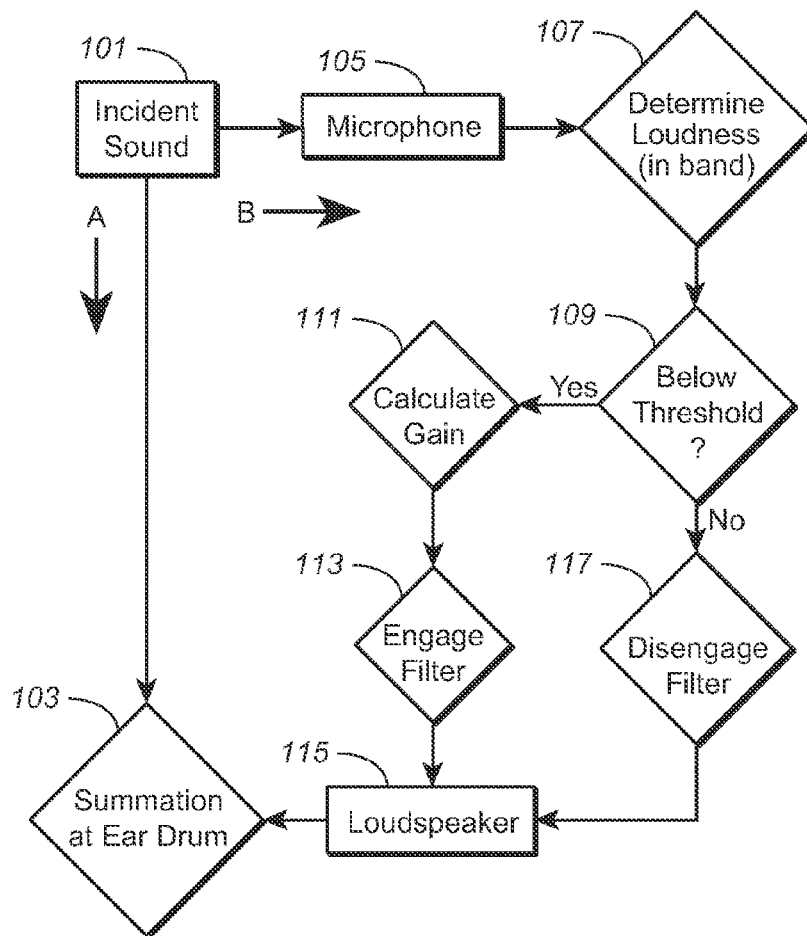 101
Incident
Sound
105
Microphone
107
Determine
Loudness
(in band)
A
B
109
Below
Threshold
?
Yes
No
111
Calculate
Gain
113
Engage
Filter
117
Disengage
Filter
103
Summation
at Ear Drum
115
Loudspeaker